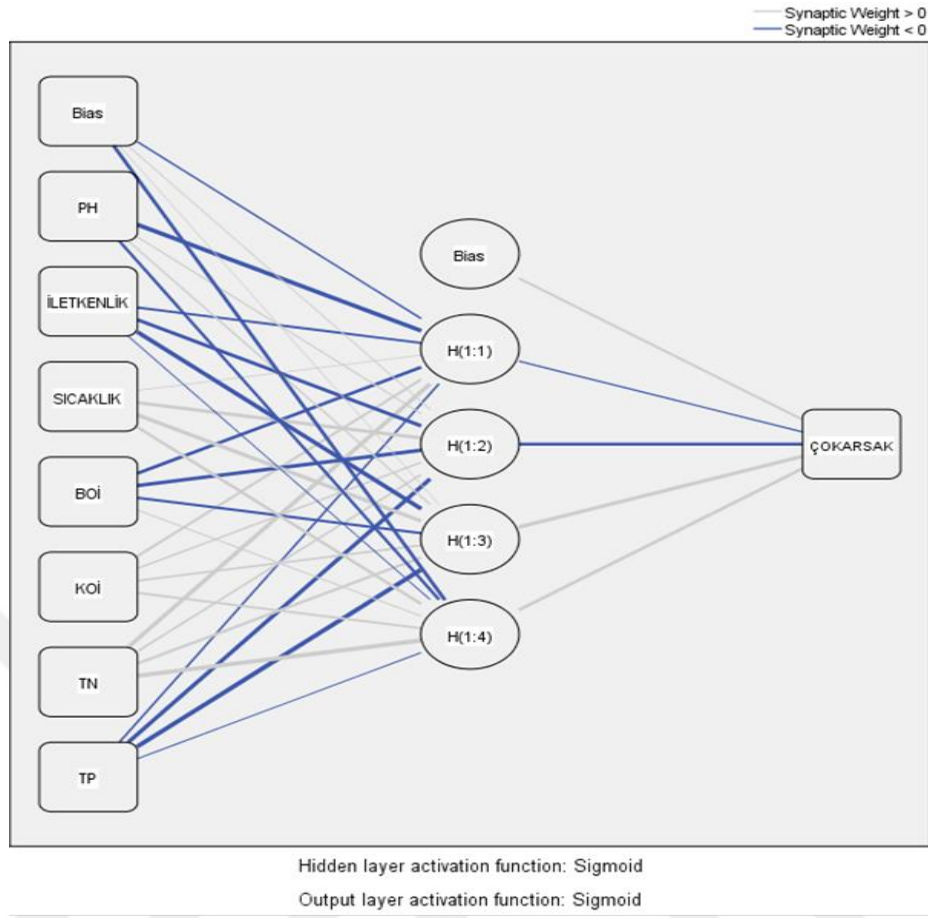 Synaptic Weight > 0
Synaptic Weight < 0
Bias
PH
İLETKENLİK
SICAKLIK
BOİ
KOİ
TN
TP
Bias
H(1:1)
H(1:2)
H(1:3)
H(1:4)
ÇOKARSAK
Hidden layer activation function: Sigmoid
Output layer activation function: Sigmoid